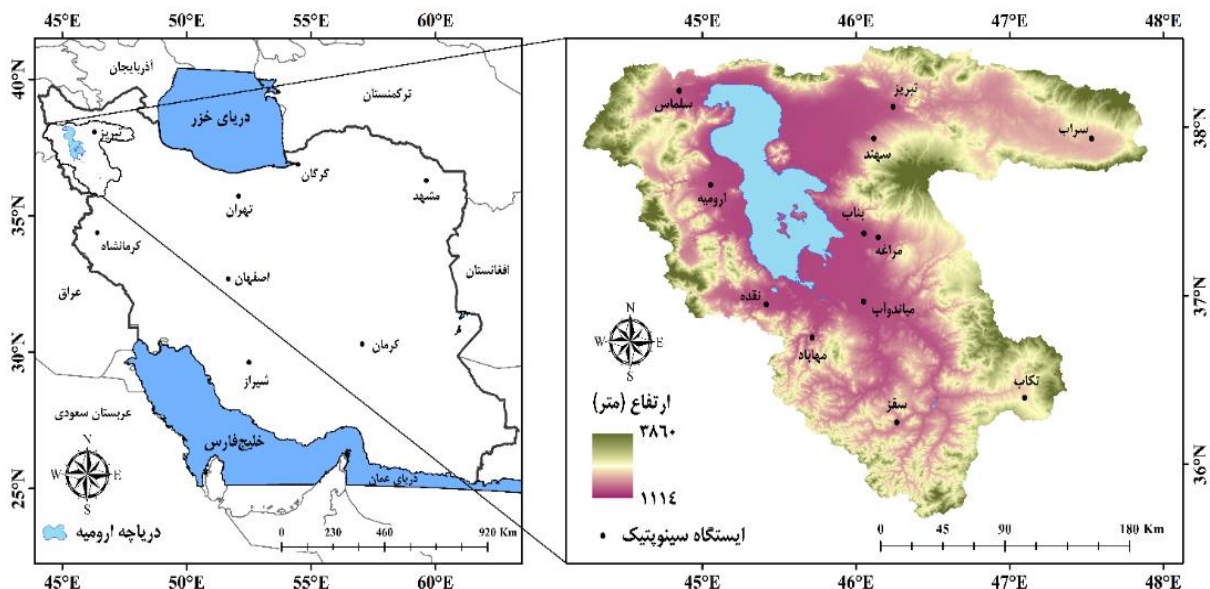 45°E 50°E 55°E 60°E
40°N
35°N
30°N
25°N
آذربایجان
ترکمنستان
دریای خزر
تبریز
گرگان
مشهد
تهران
کرمانشاه
افغانستان
اصفهان
عراق
کرمان
شیراز
عربستان سعودی
خلیج‌فارس
دریای عمان
N
W E
S
دریاچه ارومیه
0 230 460 920 Km
45°E 50°E 55°E 60°E
45°E 46°E 47°E 48°E
38°N
37°N
36°N
تبریز
سلماس
سراب
سهند
ارومیه
بناب
مراغه
نقده
میاندوآب
مهاباد
تکاب
سقز
N
W E
S
ارتفاع (متر)
۳۸۶۰
۱۱۱۴
ایستگاه سینوپتیک
0 45 90 180 Km
45°E 46°E 47°E 48°E